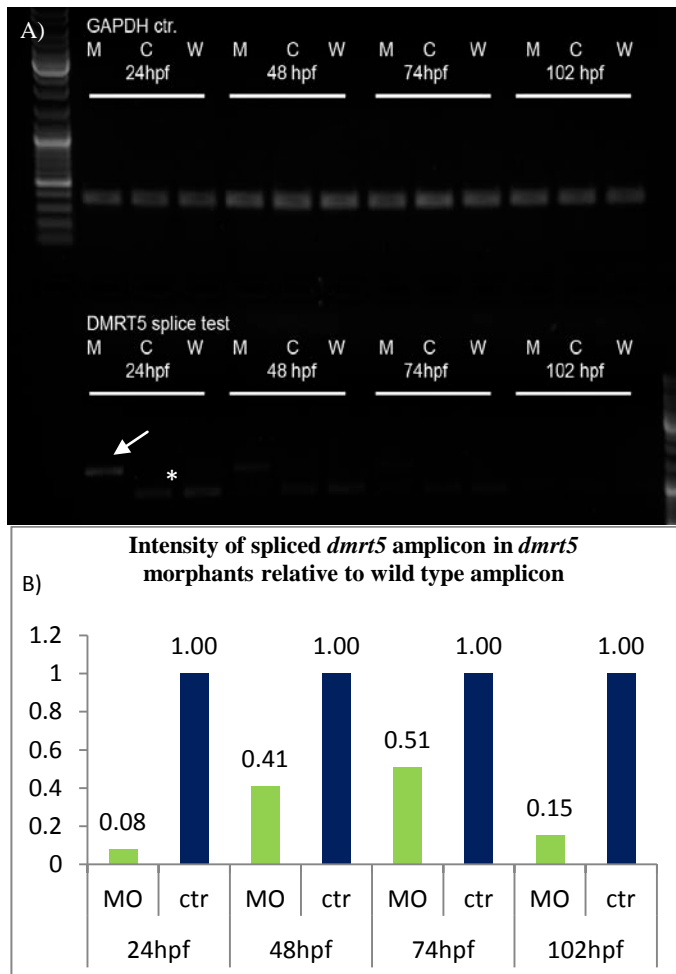 A)
GAPDH ctr.
M C W M C W M C W M C W
24hpf 48 hpf 74hpf 102 hpf
DMRT5 splice test
M C W M C W M C W M C W
24hpf 48 hpf 74hpf 102 hpf
*
Intensity of spliced dmrt5 amplicon in dmrt5
morphants relative to wild type amplicon
B)
1.2
1
0.8
0.6
0.4
0.2
0
0.08 1.00 0.41 1.00 0.51 1.00 0.15 1.00
MO ctr MO ctr MO ctr MO ctr
24hpf 48hpf 74hpf 102hpf